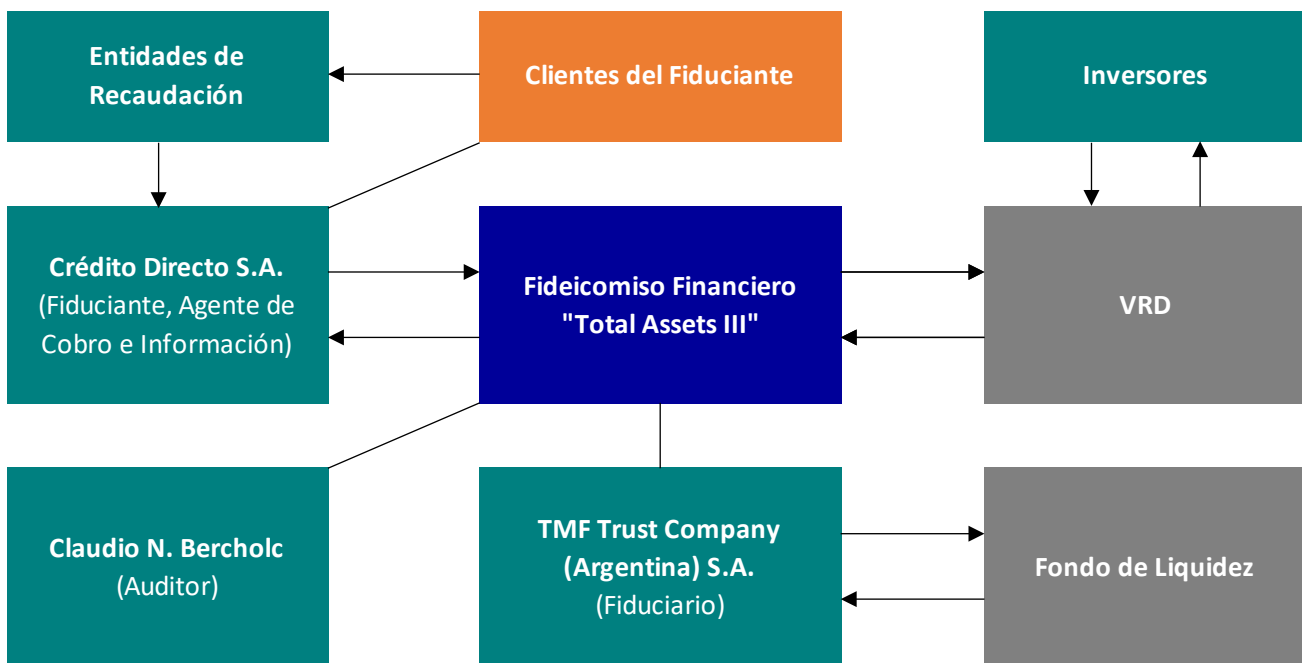 Entidades de
Recaudación
Clientes del Fiduciante
Inversores
Crédito Directo S.A.
(Fiduciante, Agente de
Cobro e Información)
Fideicomiso Financiero
"Total Assets III"
VRD
Claudio N. Bercholc
(Auditor)
TMF Trust Company
(Argentina) S.A.
(Fiduciario)
Fondo de Liquidez